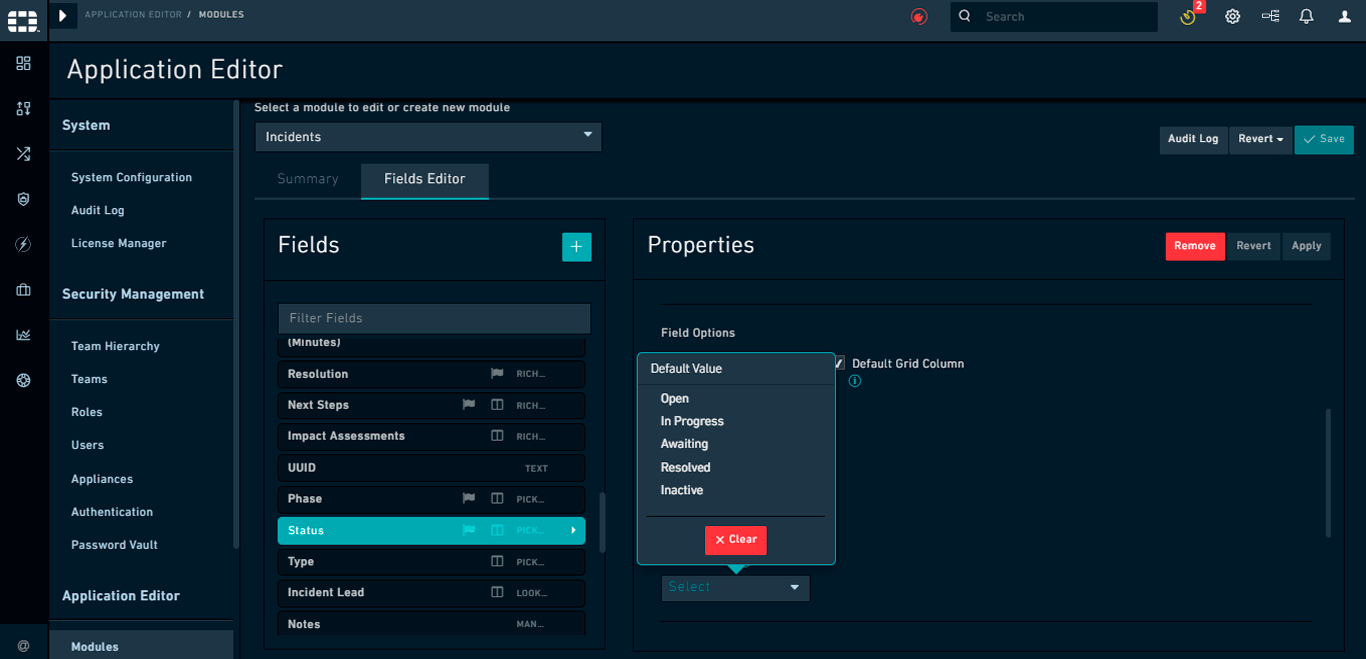 APPLICATION EDITOR / MODULES
2
Search
Application Editor
System
System Configuration
Audit Log
License Manager
Security Management
Team Hierarchy
Teams
Roles
Users
Appliances
Authentication
Password Vault
Application Editor
Modules
@
Select a module to edit or create new module
Incidents
Audit Log
Revert
Save
Summary
Fields Editor
Fields
+
Filter Fields
(Minutes)
Resolution RICH...
Next Steps RICH...
Impact Assessments RICH...
UUID TEXT
Phase PICK...
Status PICK...
Type PICK...
Incident Lead LOOK...
Notes MAN...
Properties
Remove
Revert
Apply
Field Options
Default Grid Column
Default Value
Open
In Progress
Awaiting
Resolved
Inactive
× Clear
Select